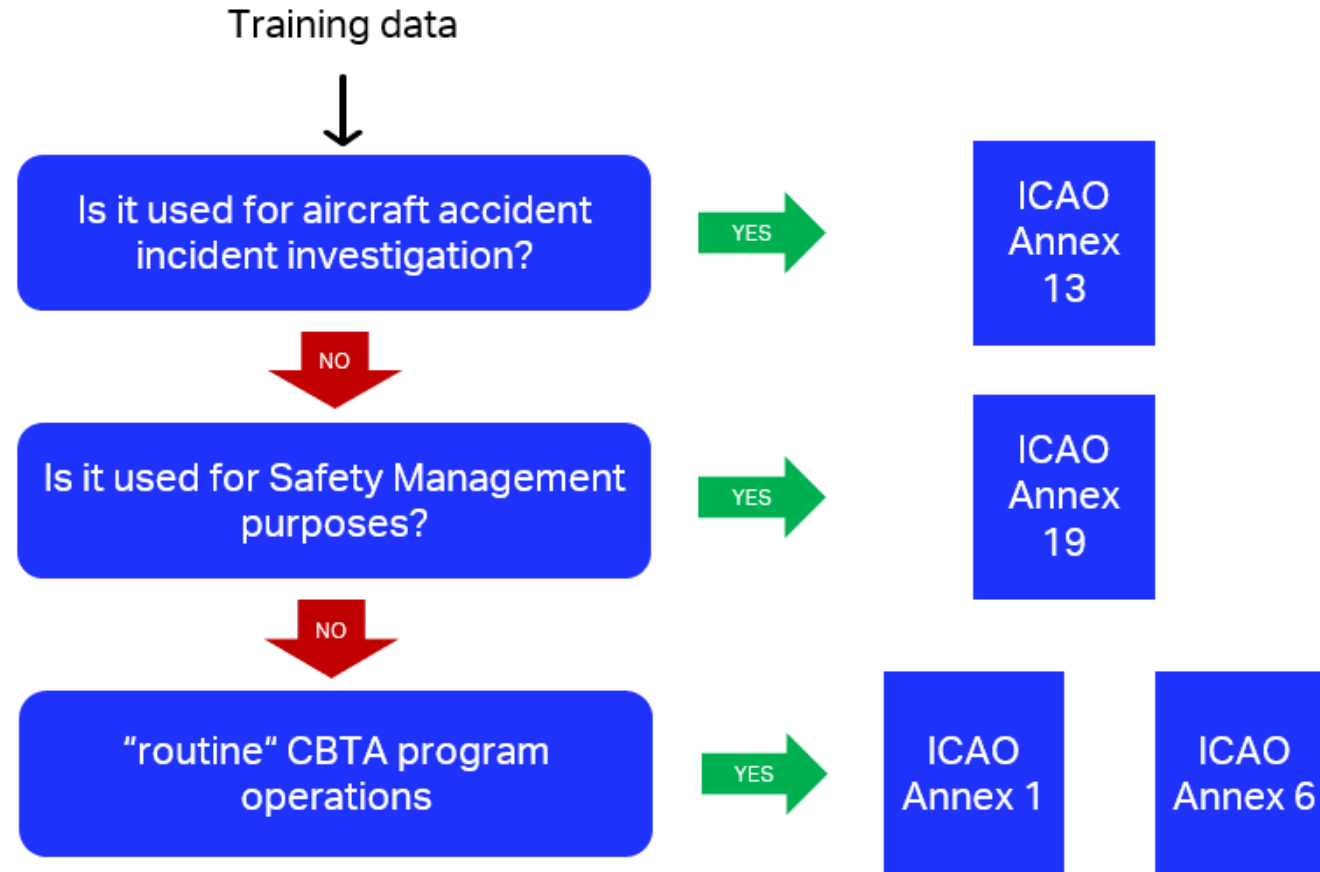 Training data
Is it used for aircraft accident
incident investigation?
YES
ICAO
Annex
13
NO
Is it used for Safety Management
purposes?
YES
ICAO
Annex
19
NO
“routine“ CBTA program
operations
YES
ICAO
Annex 1
ICAO
Annex 6